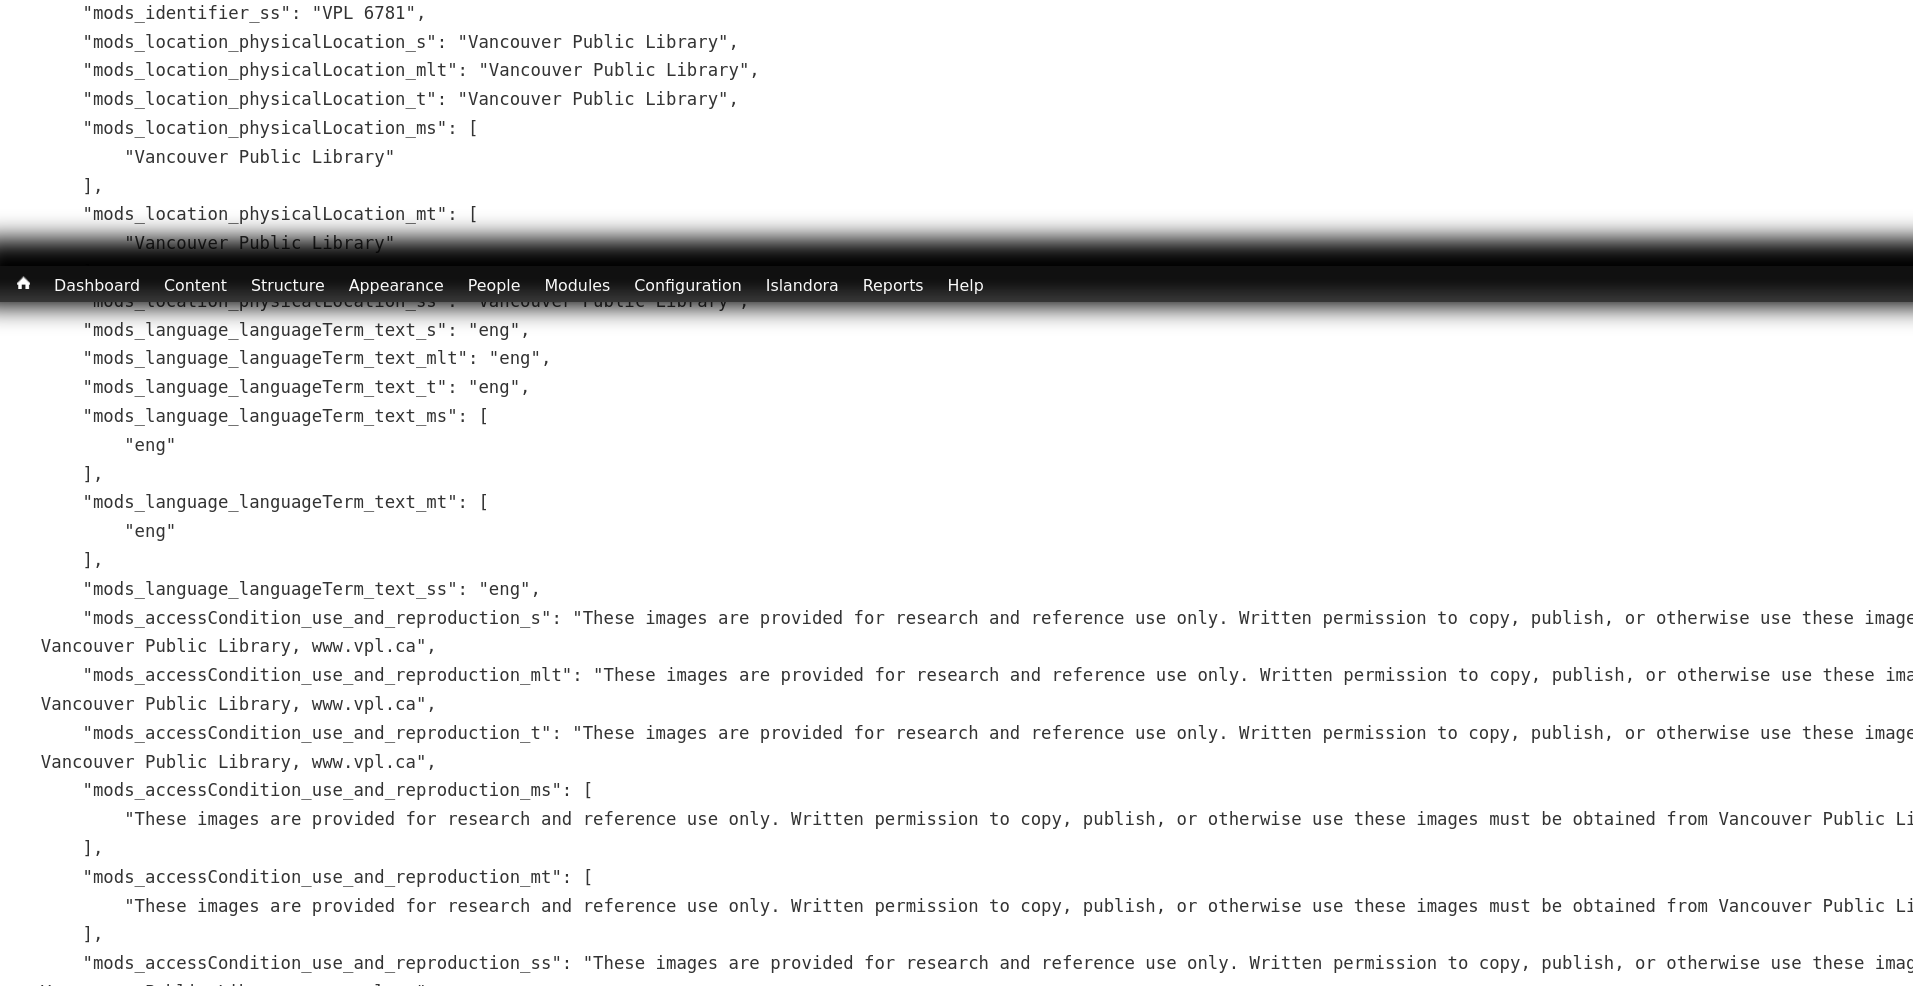 "mods_identifier_ss": "VPL 6781",
"mods_location_physicalLocation_s": "Vancouver Public Library",
"mods_location_physicalLocation_mlt": "Vancouver Public Library",
"mods_location_physicalLocation_t": "Vancouver Public Library",
"mods_location_physicalLocation_ms": [
"Vancouver Public Library"
],
"mods_location_physicalLocation_mt": [
"Vancouver Public Library"
Dashboard Content Structure Appearance People Modules Configuration Islandora Reports Help
"mods_location_physicalLocation_ss": "Vancouver Public Library",
"mods_language_languageTerm_text_s": "eng",
"mods_language_languageTerm_text_mlt": "eng",
"mods_language_languageTerm_text_t": "eng",
"mods_language_languageTerm_text_ms": [
"eng"
],
"mods_language_languageTerm_text_mt": [
"eng"
],
"mods_language_languageTerm_text_ss": "eng",
"mods_accessCondition_use_and_reproduction_s": "These images are provided for research and reference use only. Written permission to copy, publish, or otherwise use these image
Vancouver Public Library, www.vpl.ca",
"mods_accessCondition_use_and_reproduction_mlt": "These images are provided for research and reference use only. Written permission to copy, publish, or otherwise use these ima
Vancouver Public Library, www.vpl.ca",
"mods_accessCondition_use_and_reproduction_t": "These images are provided for research and reference use only. Written permission to copy, publish, or otherwise use these image
Vancouver Public Library, www.vpl.ca",
"mods_accessCondition_use_and_reproduction_ms": [
"These images are provided for research and reference use only. Written permission to copy, publish, or otherwise use these images must be obtained from Vancouver Public Li
],
"mods_accessCondition_use_and_reproduction_mt": [
"These images are provided for research and reference use only. Written permission to copy, publish, or otherwise use these images must be obtained from Vancouver Public Li
],
"mods_accessCondition_use_and_reproduction_ss": "These images are provided for research and reference use only. Written permission to copy, publish, or otherwise use these imag